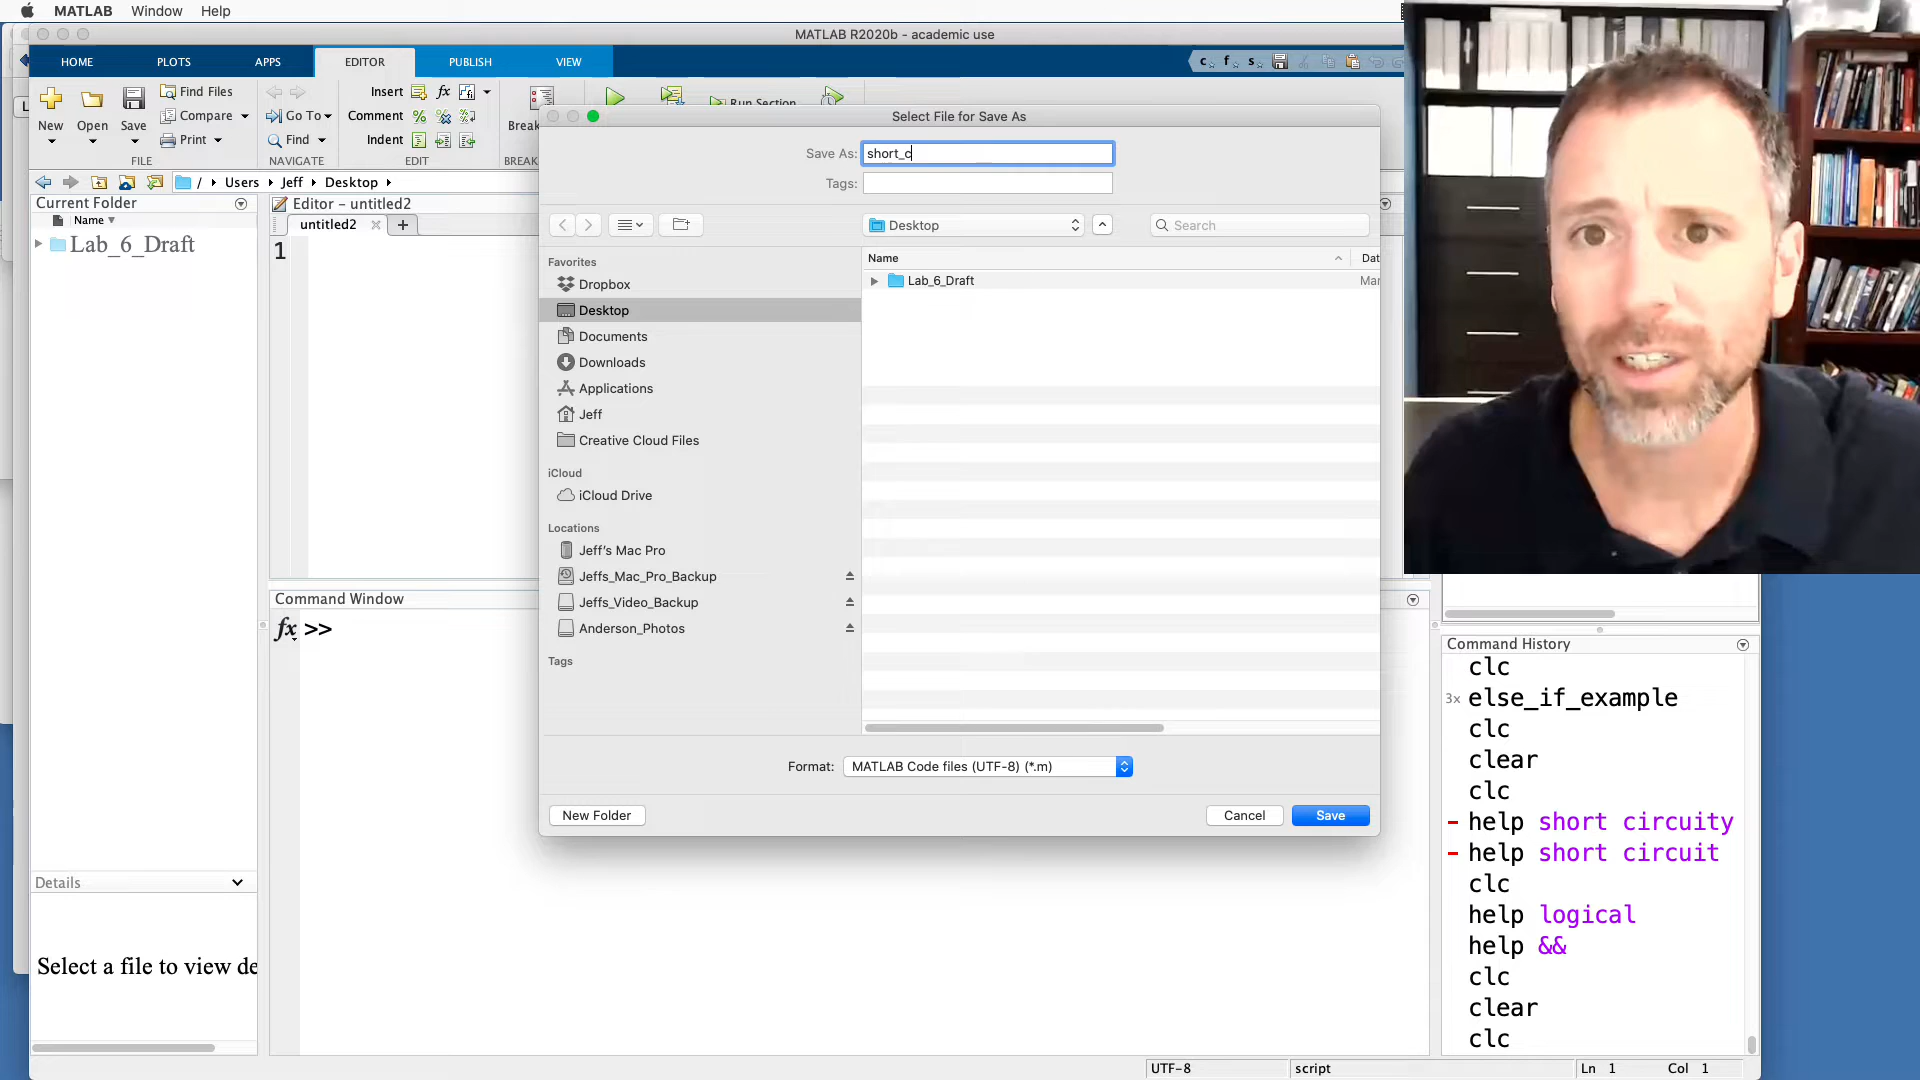 MATLAB Window Help
MATLAB R2020b - academic use
HOME PLOTS APPS EDITOR PUBLISH VIEW
New Open Save
Find Files
Compare
Print
FILE
Go To
Find
NAVIGATE
Insert fx
Comment
Indent
EDIT
Run Section
/ Users Jeff Desktop
Current Folder
Name
Lab_6_Draft
Details
Select a file to view de
Editor - untitled2
untitled2
1
Command Window
fx >>
Select File for Save As
Save As: short_c
Tags:
Desktop
Search
Favorites
Dropbox
Desktop
Documents
Downloads
Applications
Jeff
Creative Cloud Files
iCloud
iCloud Drive
Locations
Jeff's Mac Pro
Jeffs_Mac_Pro_Backup
Jeffs_Video_Backup
Anderson_Photos
Tags
Name
Lab_6_Draft
Format: MATLAB Code files (UTF-8) (*.m)
New Folder Cancel Save
Command History
clc
3x else_if_example
clc
clear
clc
help short circuity
help short circuit
clc
help logical
help &&
clc
clear
clc
UTF-8 script Ln 1 Col 1